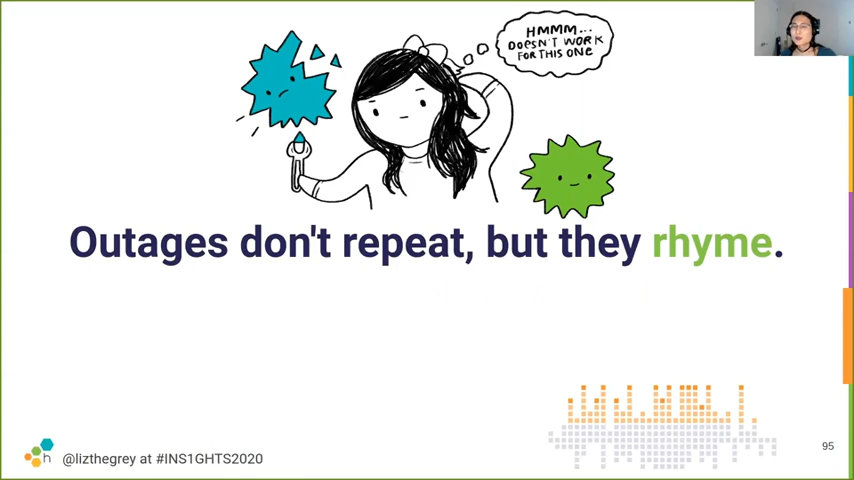 HMMM...
DOESN'T WORK
FOR THIS ONE
Outages don't repeat, but they rhyme.
h
@lizthegrey at #INS1GHTS2020
95